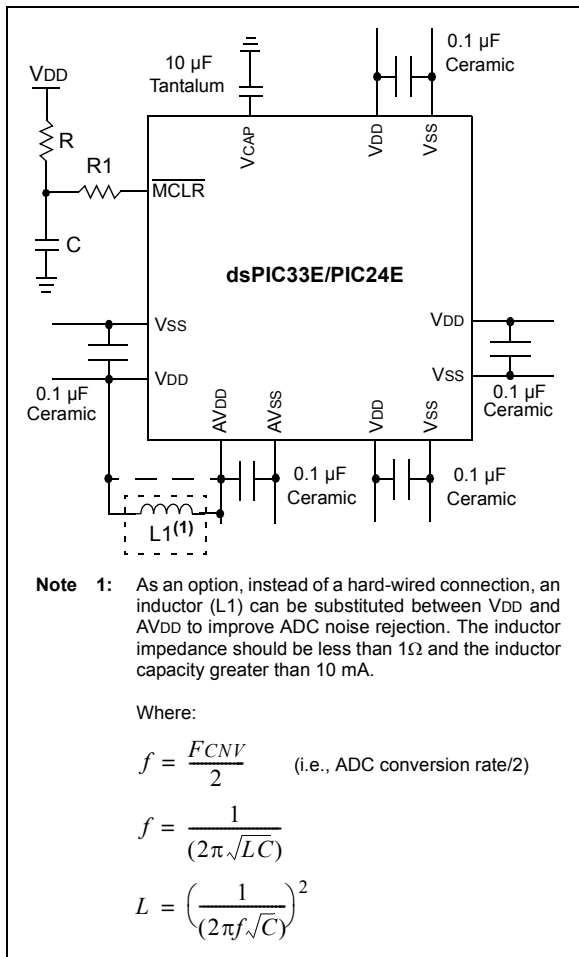 VDD
10 µF
Tantalum
0.1 µF
Ceramic
R
R1
C
VCAP
VDD
VSS
MCLR
dsPIC33E/PIC24E
VSS
VDD
0.1 µF
Ceramic
VDD
VSS
0.1 µF
Ceramic
AVDD
AVSS
VDD
VSS
0.1 µF
Ceramic
0.1 µF
Ceramic
L1(1)
Note 1: As an option, instead of a hard-wired connection, an
inductor (L1) can be substituted between VDD and
AVDD to improve ADC noise rejection. The inductor
impedance should be less than 1Ω and the inductor
capacity greater than 10 mA.
Where:
f = FCNV / 2 (i.e., ADC conversion rate/2)
f = 1 / (2π√LC)
L = (1 / (2πf√C))²